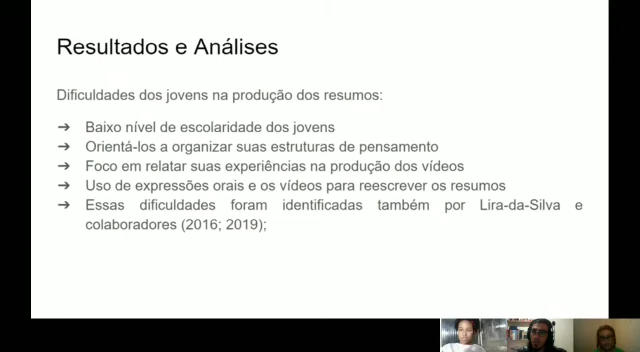 Resultados e Análises
Dificuldades dos jovens na produção dos resumos:
➔ Baixo nível de escolaridade dos jovens
➔ Orientá-los a organizar suas estruturas de pensamento
➔ Foco em relatar suas experiências na produção dos vídeos
➔ Uso de expressões orais e os vídeos para reescrever os resumos
➔ Essas dificuldades foram identificadas também por Lira-da-Silva e
colaboradores (2016; 2019);